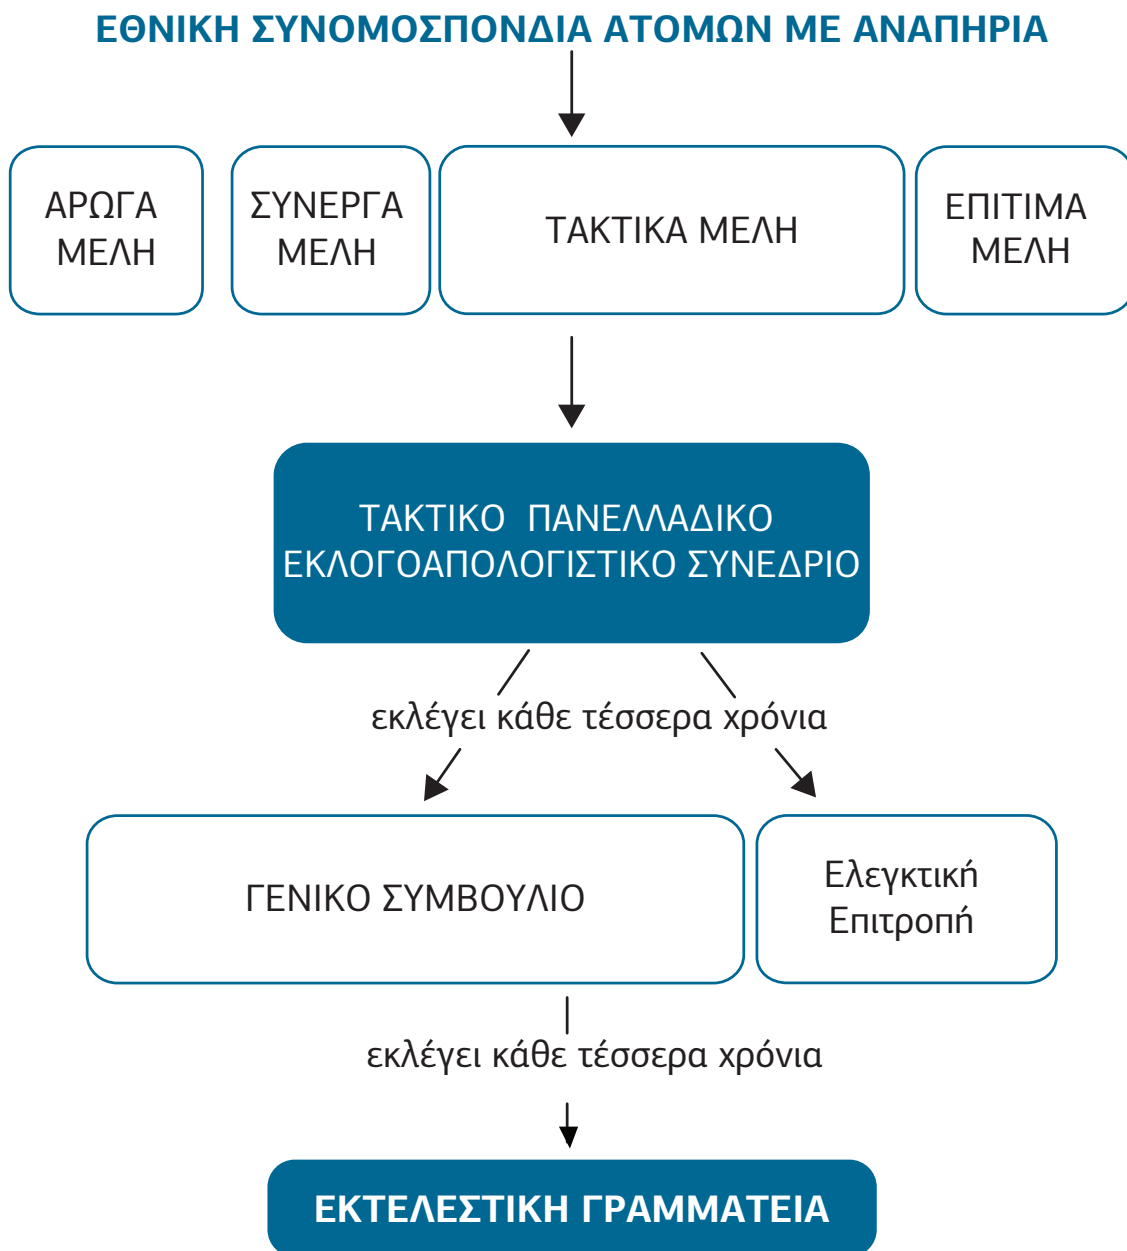 ΕΘΝΙΚΗ ΣΥΝΟΜΟΣΠΟΝΔΙΑ ΑΤΟΜΩΝ ΜΕ ΑΝΑΠΗΡΙΑ
ΑΡΩΓΑ
ΜΕΛΗ
ΣΥΝΕΡΓΑ
ΜΕΛΗ
ΤΑΚΤΙΚΑ ΜΕΛΗ
ΕΠΙΤΙΜΑ
ΜΕΛΗ
ΤΑΚΤΙΚΟ ΠΑΝΕΛΛΑΔΙΚΟ
ΕΚΛΟΓΟΑΠΟΛΟΓΙΣΤΙΚΟ ΣΥΝΕΔΡΙΟ
εκλέγει κάθε τέσσερα χρόνια
ΓΕΝΙΚΟ ΣΥΜΒΟΥΛΙΟ
Ελεγκτική
Επιτροπή
εκλέγει κάθε τέσσερα χρόνια
ΕΚΤΕΛΕΣΤΙΚΗ ΓΡΑΜΜΑΤΕΙΑ